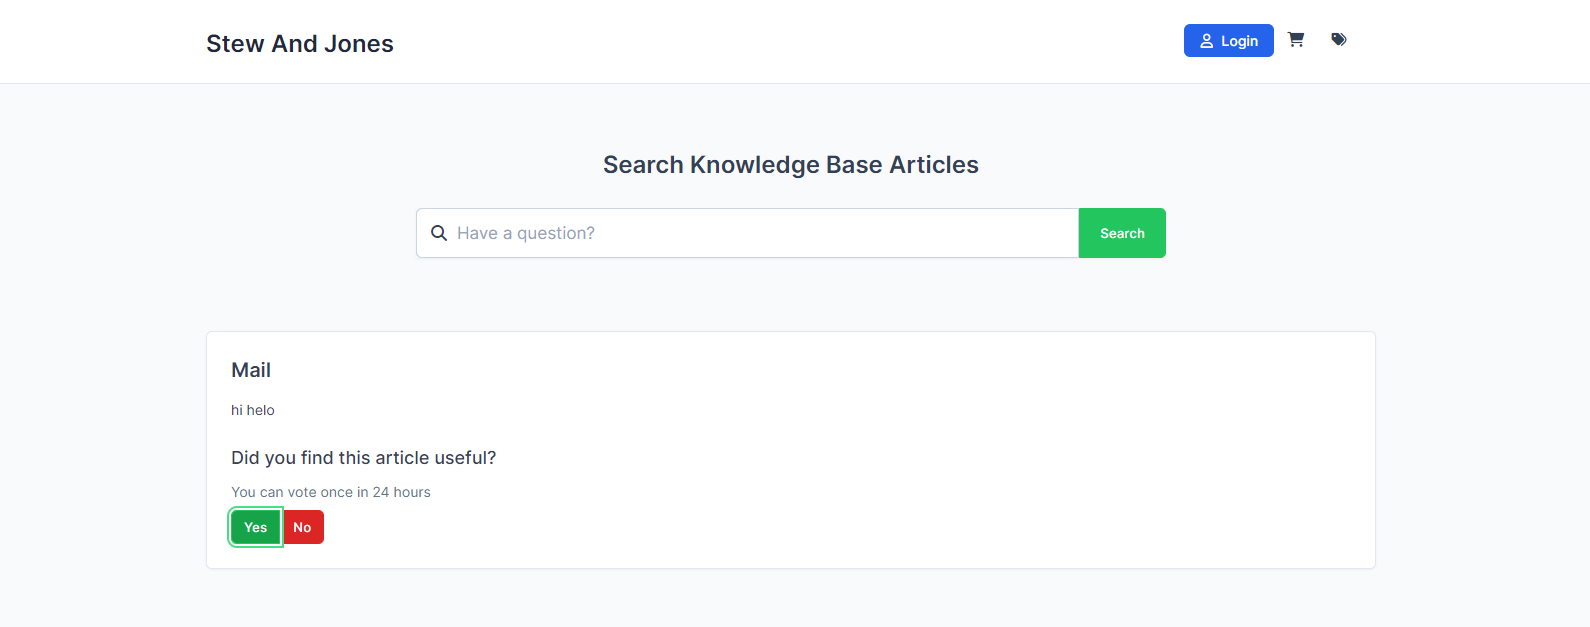 Stew And Jones
Login
Search Knowledge Base Articles
Have a question?
Search
Mail
hi helo
Did you find this article useful?
You can vote once in 24 hours
Yes
No